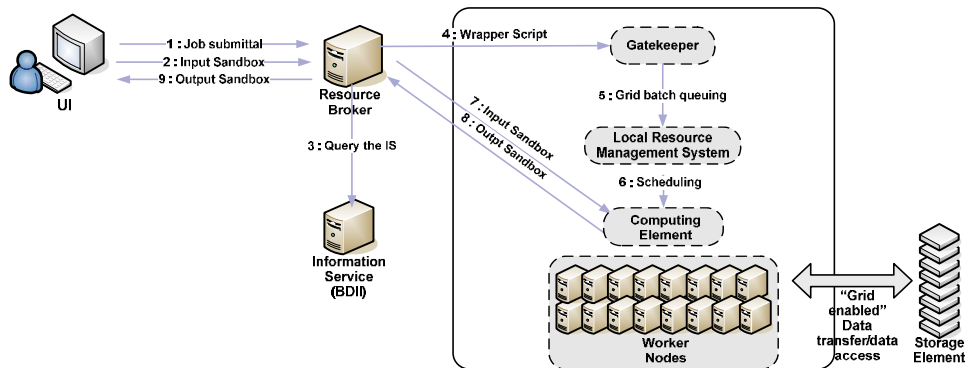 1 : Job submittal
2 : Input Sandbox
9 : Output Sandbox
UI
Resource
Broker
3 : Query the IS
Information
Service
(BDII)
4: Wrapper Script
Gatekeeper
5 : Grid batch queuing
7 : Input Sandbox
8 : Outpt Sandbox
Local Resource
Management System
6 : Scheduling
Computing
Element
Worker
Nodes
“Grid
enabled”
Data
transfer/data
access
Storage
Element